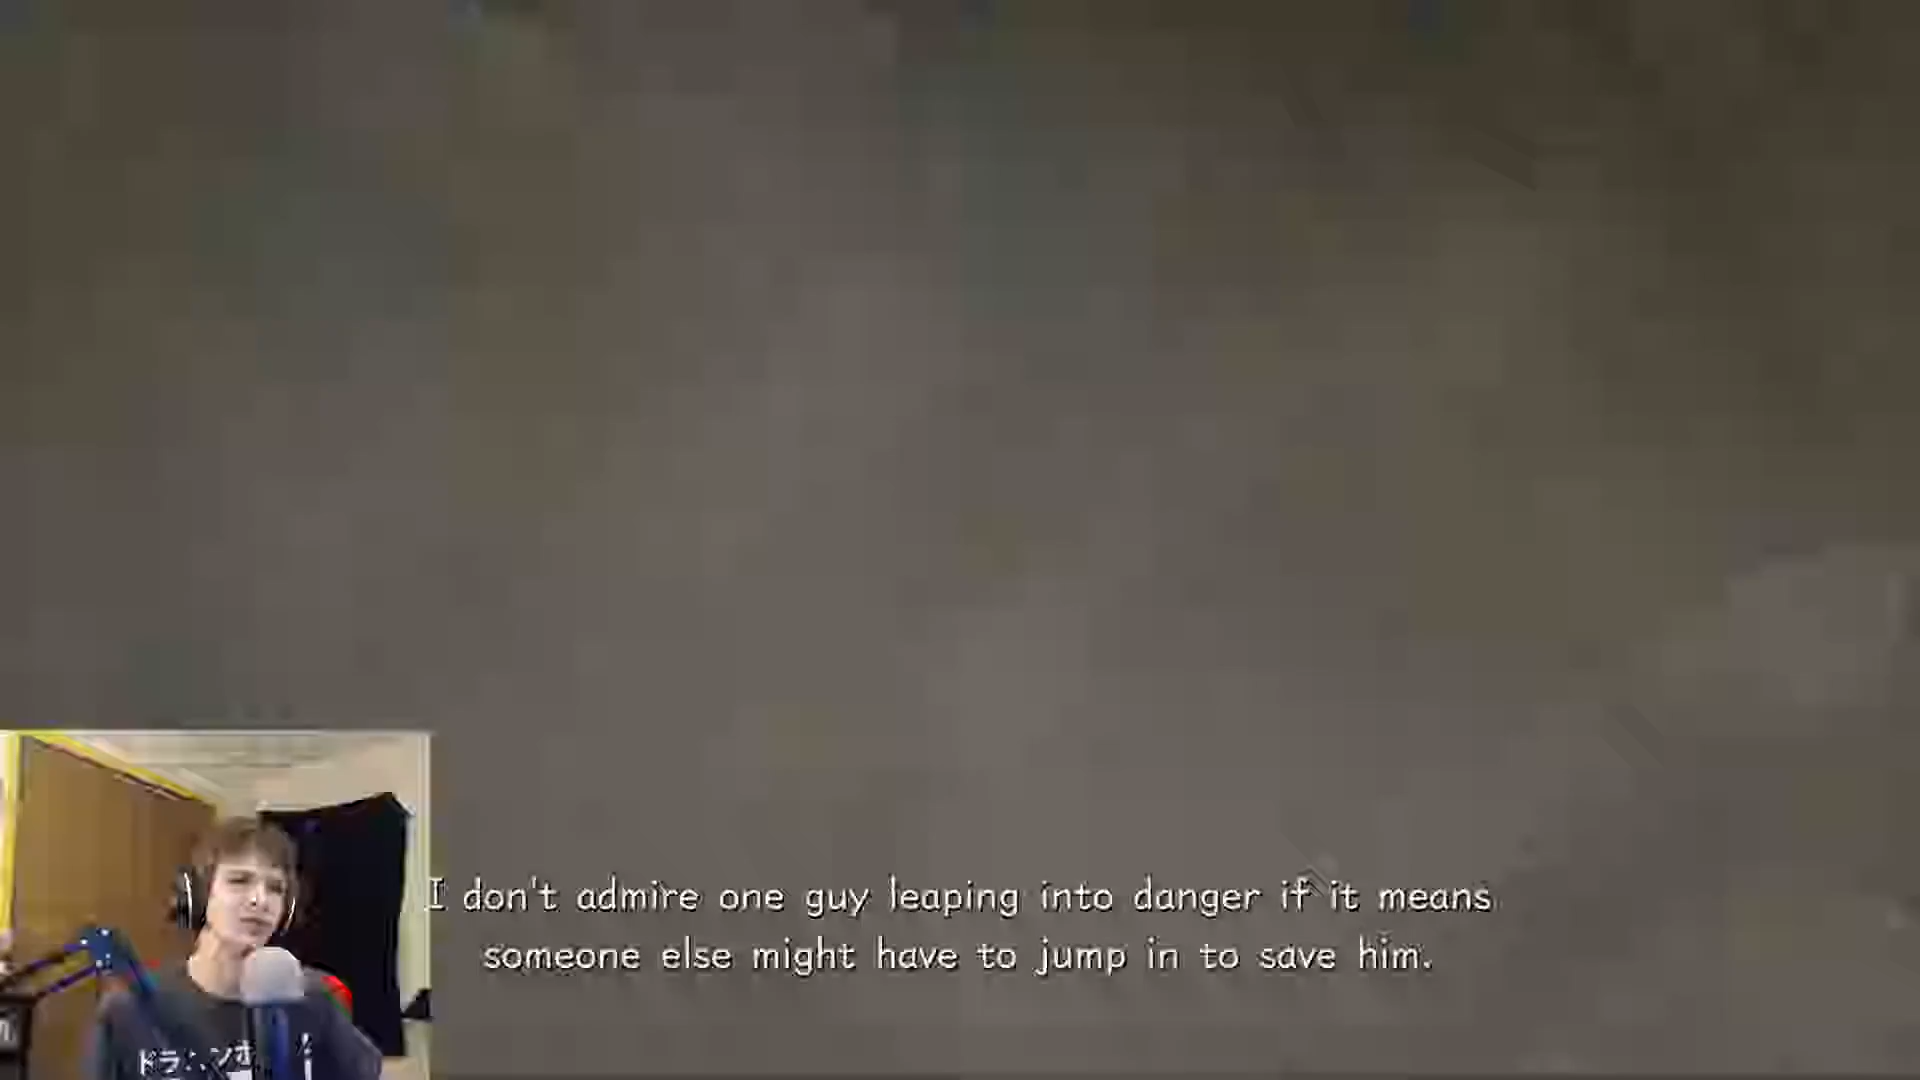 I don't admire one guy leaping into danger if it means
someone else might have to jump in to save him.